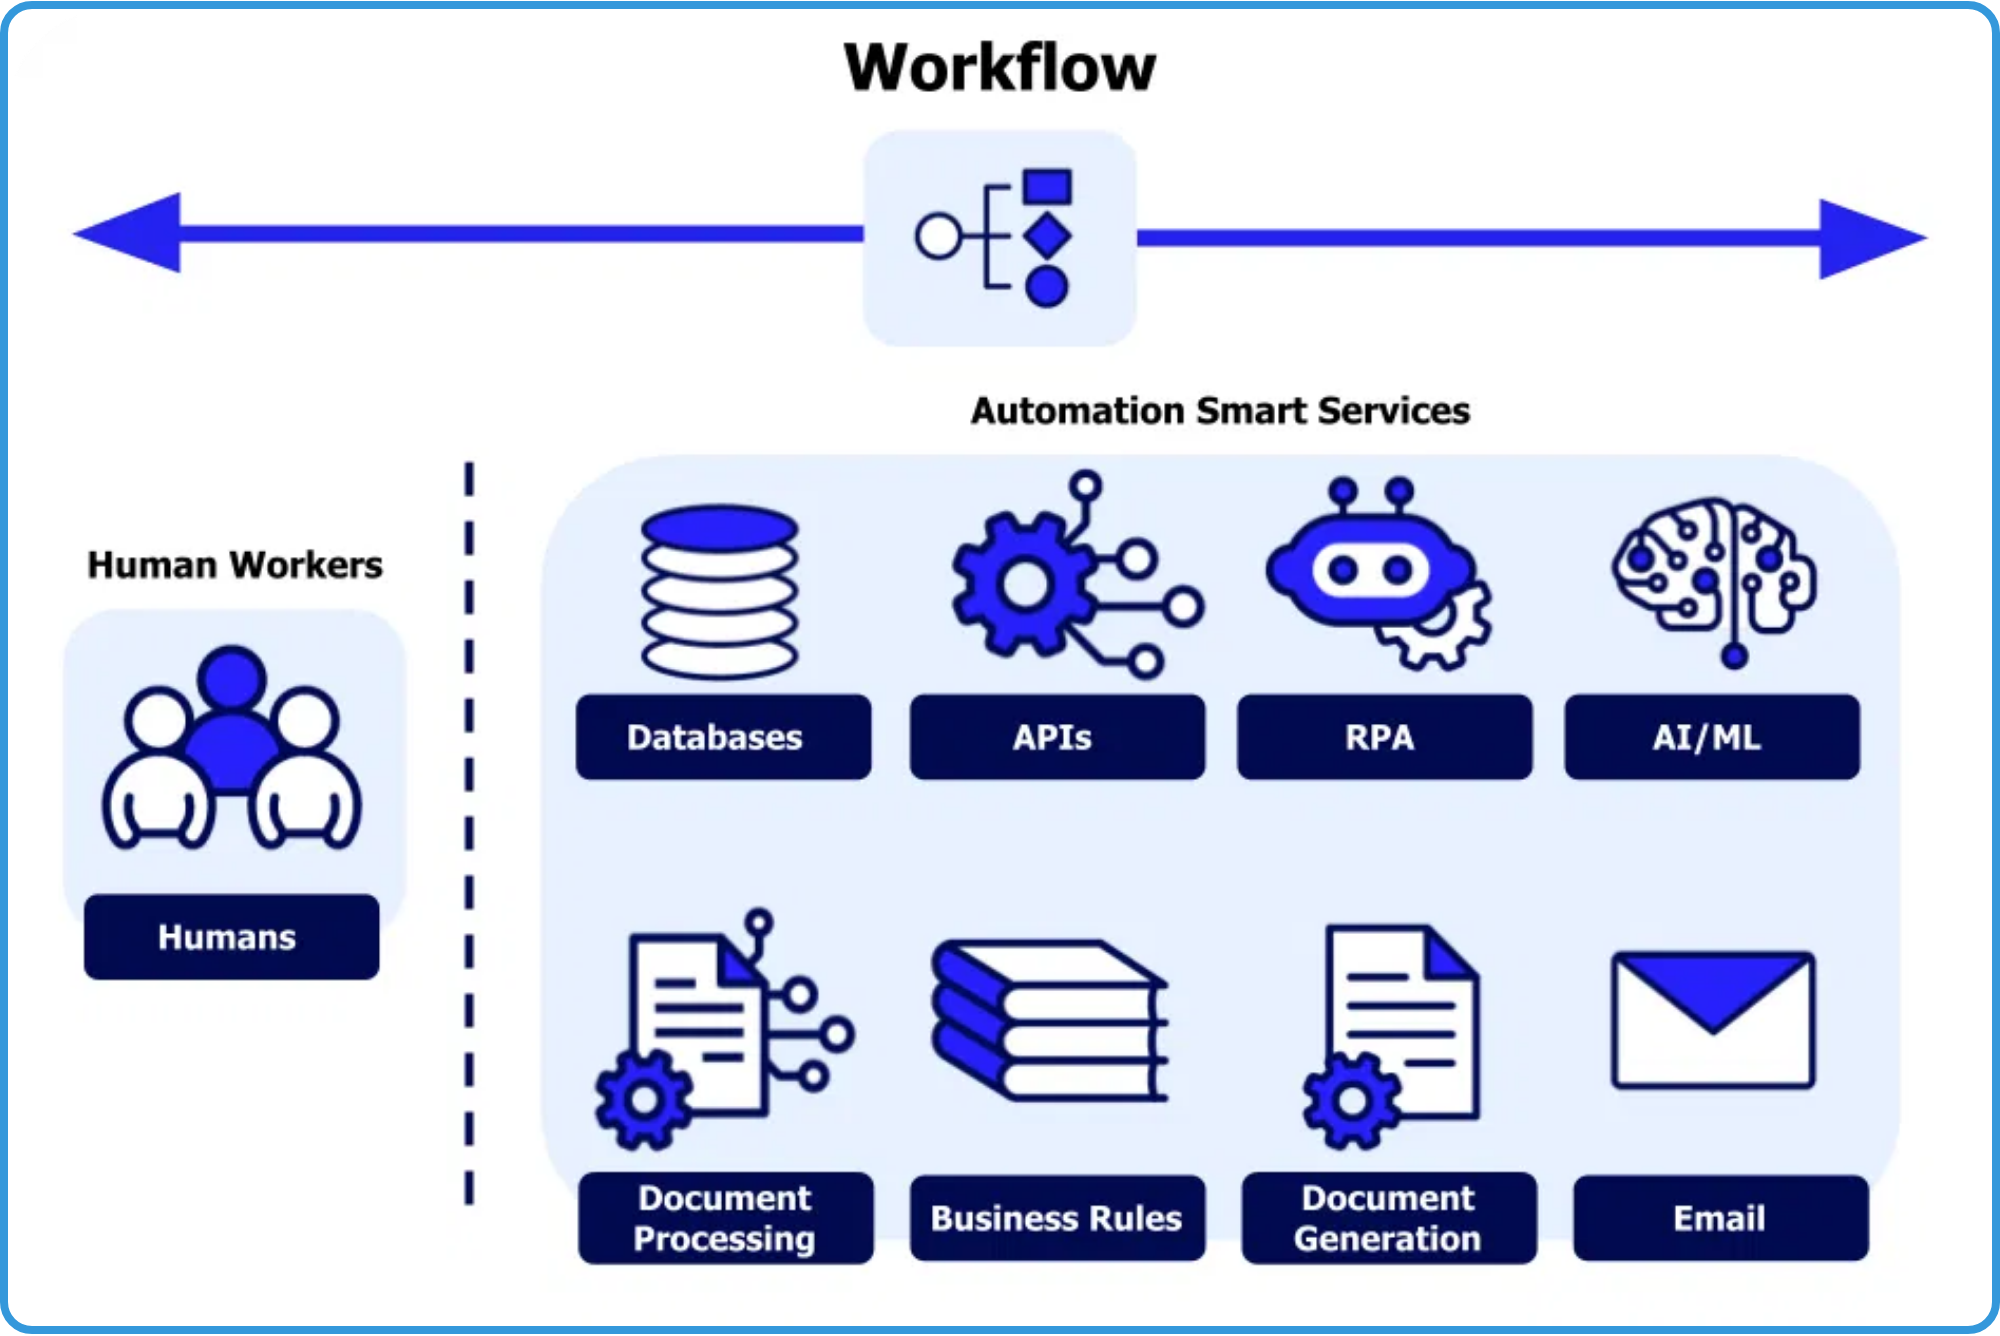 Workflow
Automation Smart Services
Human Workers
Humans
Databases
APIs
RPA
AI/ML
Document
Processing
Business Rules
Document
Generation
Email